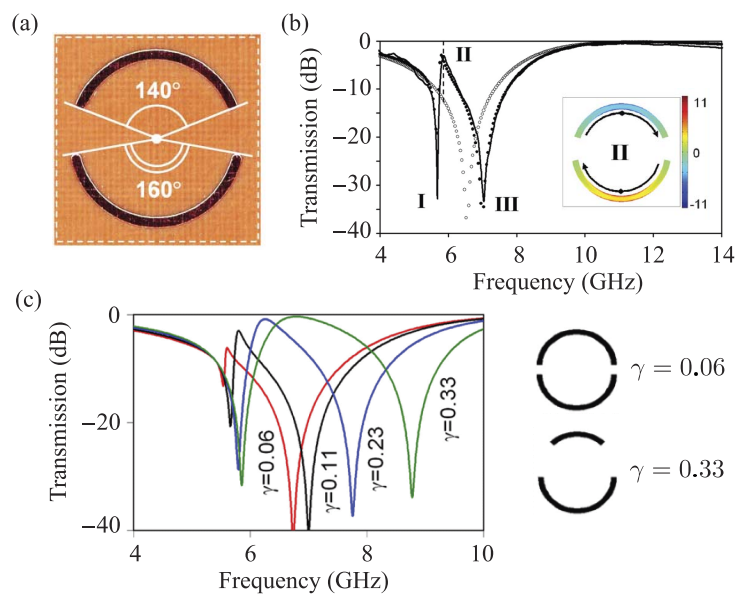 (a)
140°
160°
(b)
Transmission (dB)
0
−10
−20
−30
−40
4
6
8
10
12
14
Frequency (GHz)
I
II
III
II
11
0
-11
(c)
Transmission (dB)
0
−20
−40
4
6
8
10
Frequency (GHz)
γ=0.06
γ=0.11
γ=0.23
γ=0.33
γ = 0.06
γ = 0.33